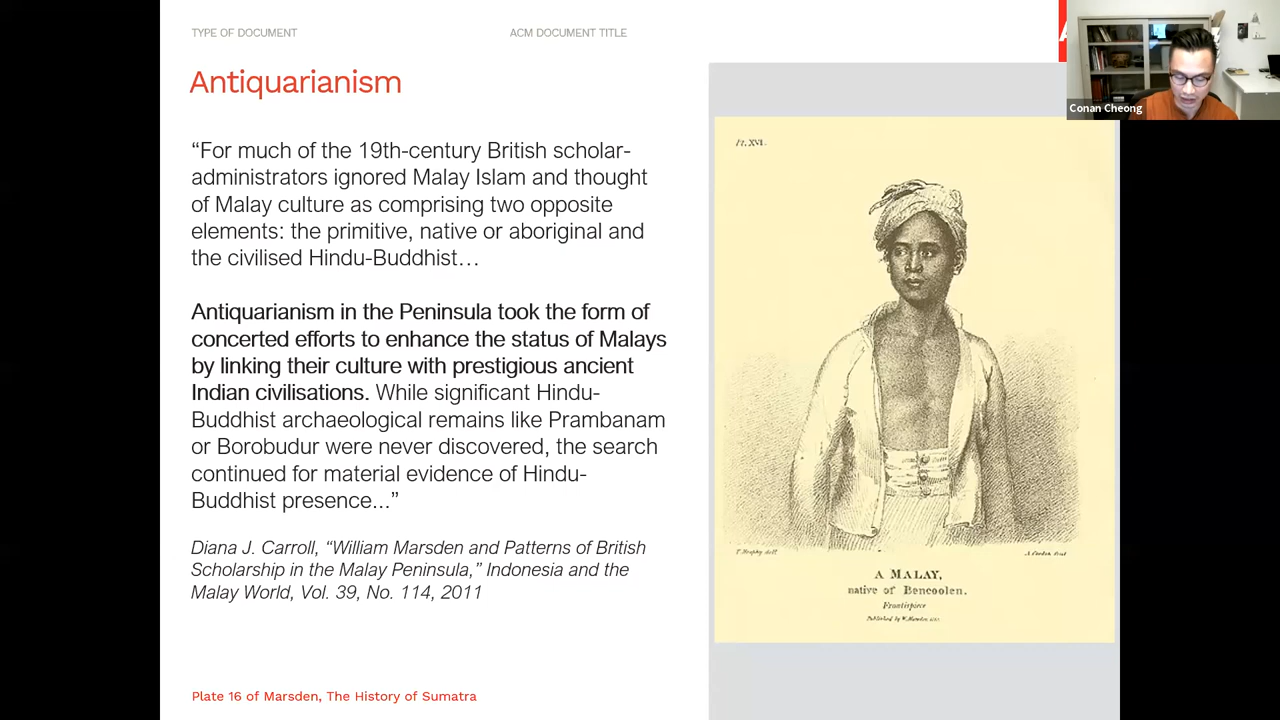 TYPE OF DOCUMENT
ACM DOCUMENT TITLE
Antiquarianism
“For much of the 19th-century British scholar-
administrators ignored Malay Islam and thought
of Malay culture as comprising two opposite
elements: the primitive, native or aboriginal and
the civilised Hindu-Buddhist…
Antiquarianism in the Peninsula took the form of
concerted efforts to enhance the status of Malays
by linking their culture with prestigious ancient
Indian civilisations. While significant Hindu-
Buddhist archaeological remains like Prambanam
or Borobudur were never discovered, the search
continued for material evidence of Hindu-
Buddhist presence...”
Diana J. Carroll, “William Marsden and Patterns of British
Scholarship in the Malay Peninsula,” Indonesia and the
Malay World, Vol. 39, No. 114, 2011
Plate 16 of Marsden, The History of Sumatra
Conan Cheong
Pl. XVI.
A MALAY,
native of Bencoolen.
Frontispiece
Published by W. Marsden